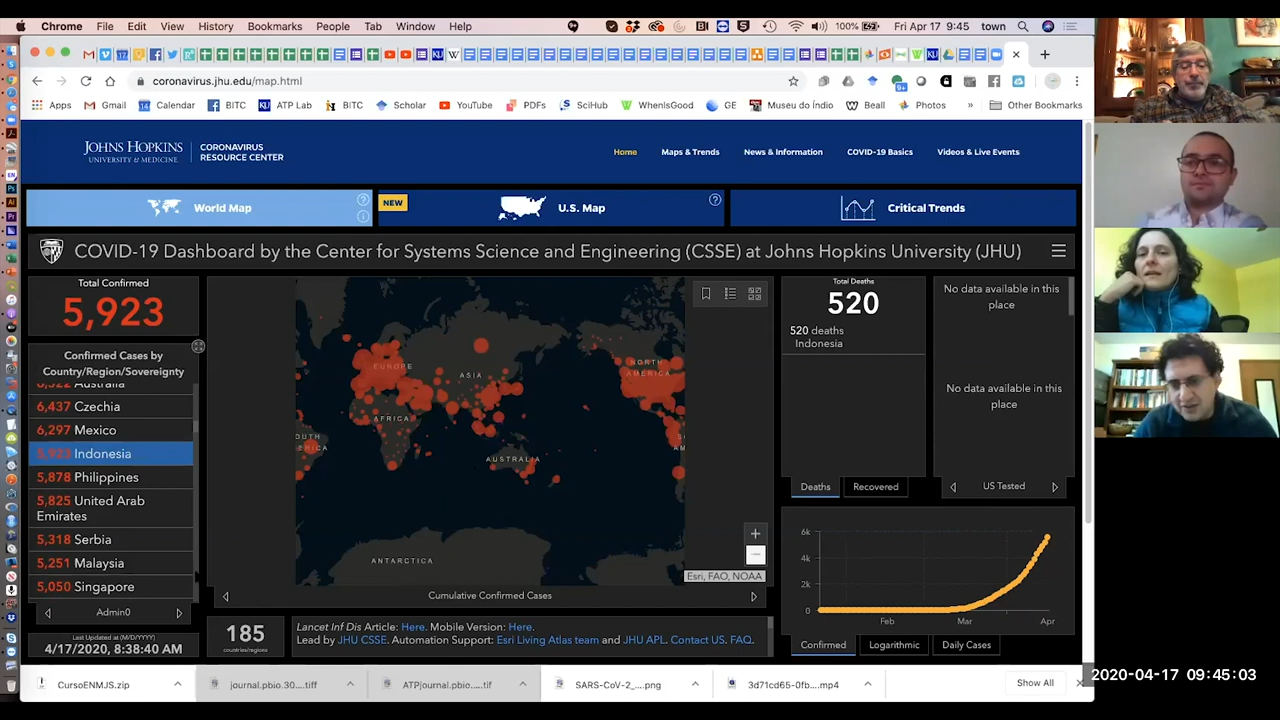 Chrome File Edit View History Bookmarks People Tab Window Help 100% Fri Apr 17 9:45 town
coronavirus.jhu.edu/map.html
Apps Gmail Calendar BITC ATP Lab BITC Scholar YouTube PDFs SciHub WhenIsGood GE Museu do Índio Beall Photos » Other Bookmarks
JOHNS HOPKINS
UNIVERSITY & MEDICINE
CORONAVIRUS
RESOURCE CENTER
Home Maps & Trends News & Information COVID-19 Basics Videos & Live Events
World Map
NEW
U.S. Map
Critical Trends
COVID-19 Dashboard by the Center for Systems Science and Engineering (CSSE) at Johns Hopkins University (JHU)
Total Confirmed
5,923
Confirmed Cases by
Country/Region/Sovereignty
6,522 Australia
6,437 Czechia
6,297 Mexico
5,923 Indonesia
5,878 Philippines
5,825 United Arab
Emirates
5,318 Serbia
5,251 Malaysia
5,050 Singapore
Admin0
Last Updated at (M/D/YYYY)
4/17/2020, 8:38:40 AM
EUROPE
ASIA
NORTH
AMERICA
AFRICA
AUSTRALIA
ANTARCTICA
Esri, FAO, NOAA
Cumulative Confirmed Cases
185
countries/regions
Lancet Inf Dis Article: Here. Mobile Version: Here.
Lead by JHU CSSE. Automation Support: Esri Living Atlas team and JHU APL. Contact US. FAQ.
Total Deaths
520
520 deaths
Indonesia
Deaths Recovered
No data available in this
place
No data available in this
place
US Tested
6k
4k
2k
0
Feb Mar Apr
Confirmed Logarithmic Daily Cases
CursoENMJS.zip
journal.pbio.30....tiff
ATPjournal.pbio.....tif
SARS-CoV-2_....png
3d71cd65-0fb....mp4
Show All
2020-04-17 09:45:03